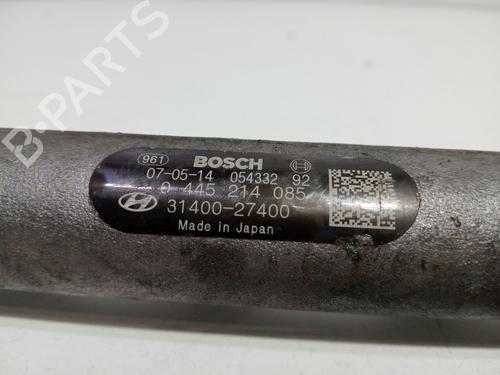 961 BOSCH
07-05-14 054332 92
0 445 214 085
31400-27400
Made in Japan
B-PARTS